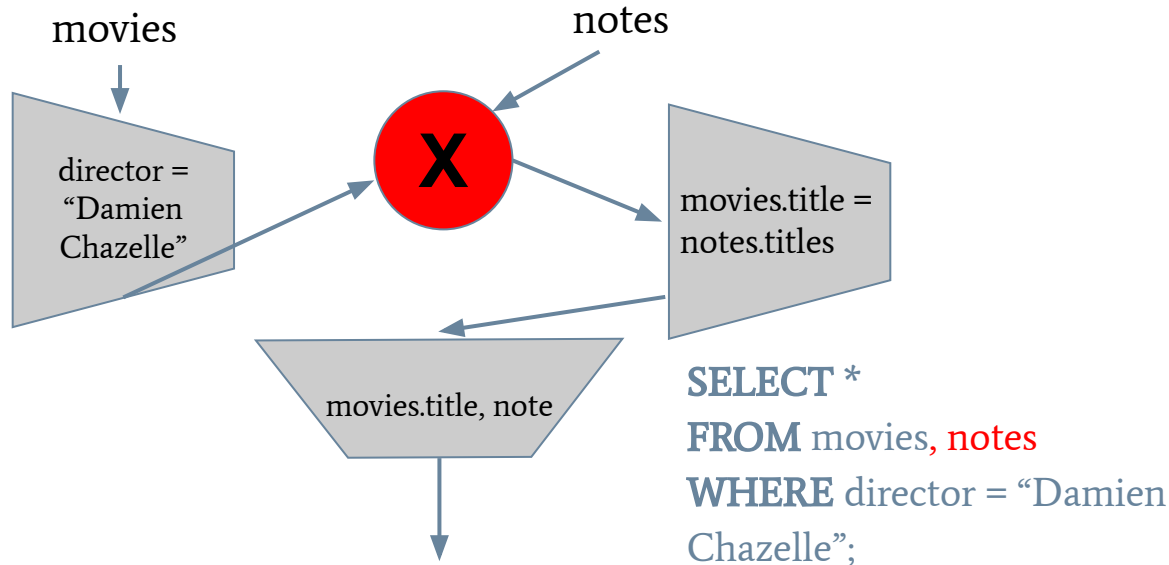 movies
notes
director =
“Damien
Chazelle”
X
movies.title =
notes.titles
movies.title, note
SELECT *
FROM movies, notes
WHERE director = “Damien
Chazelle”;